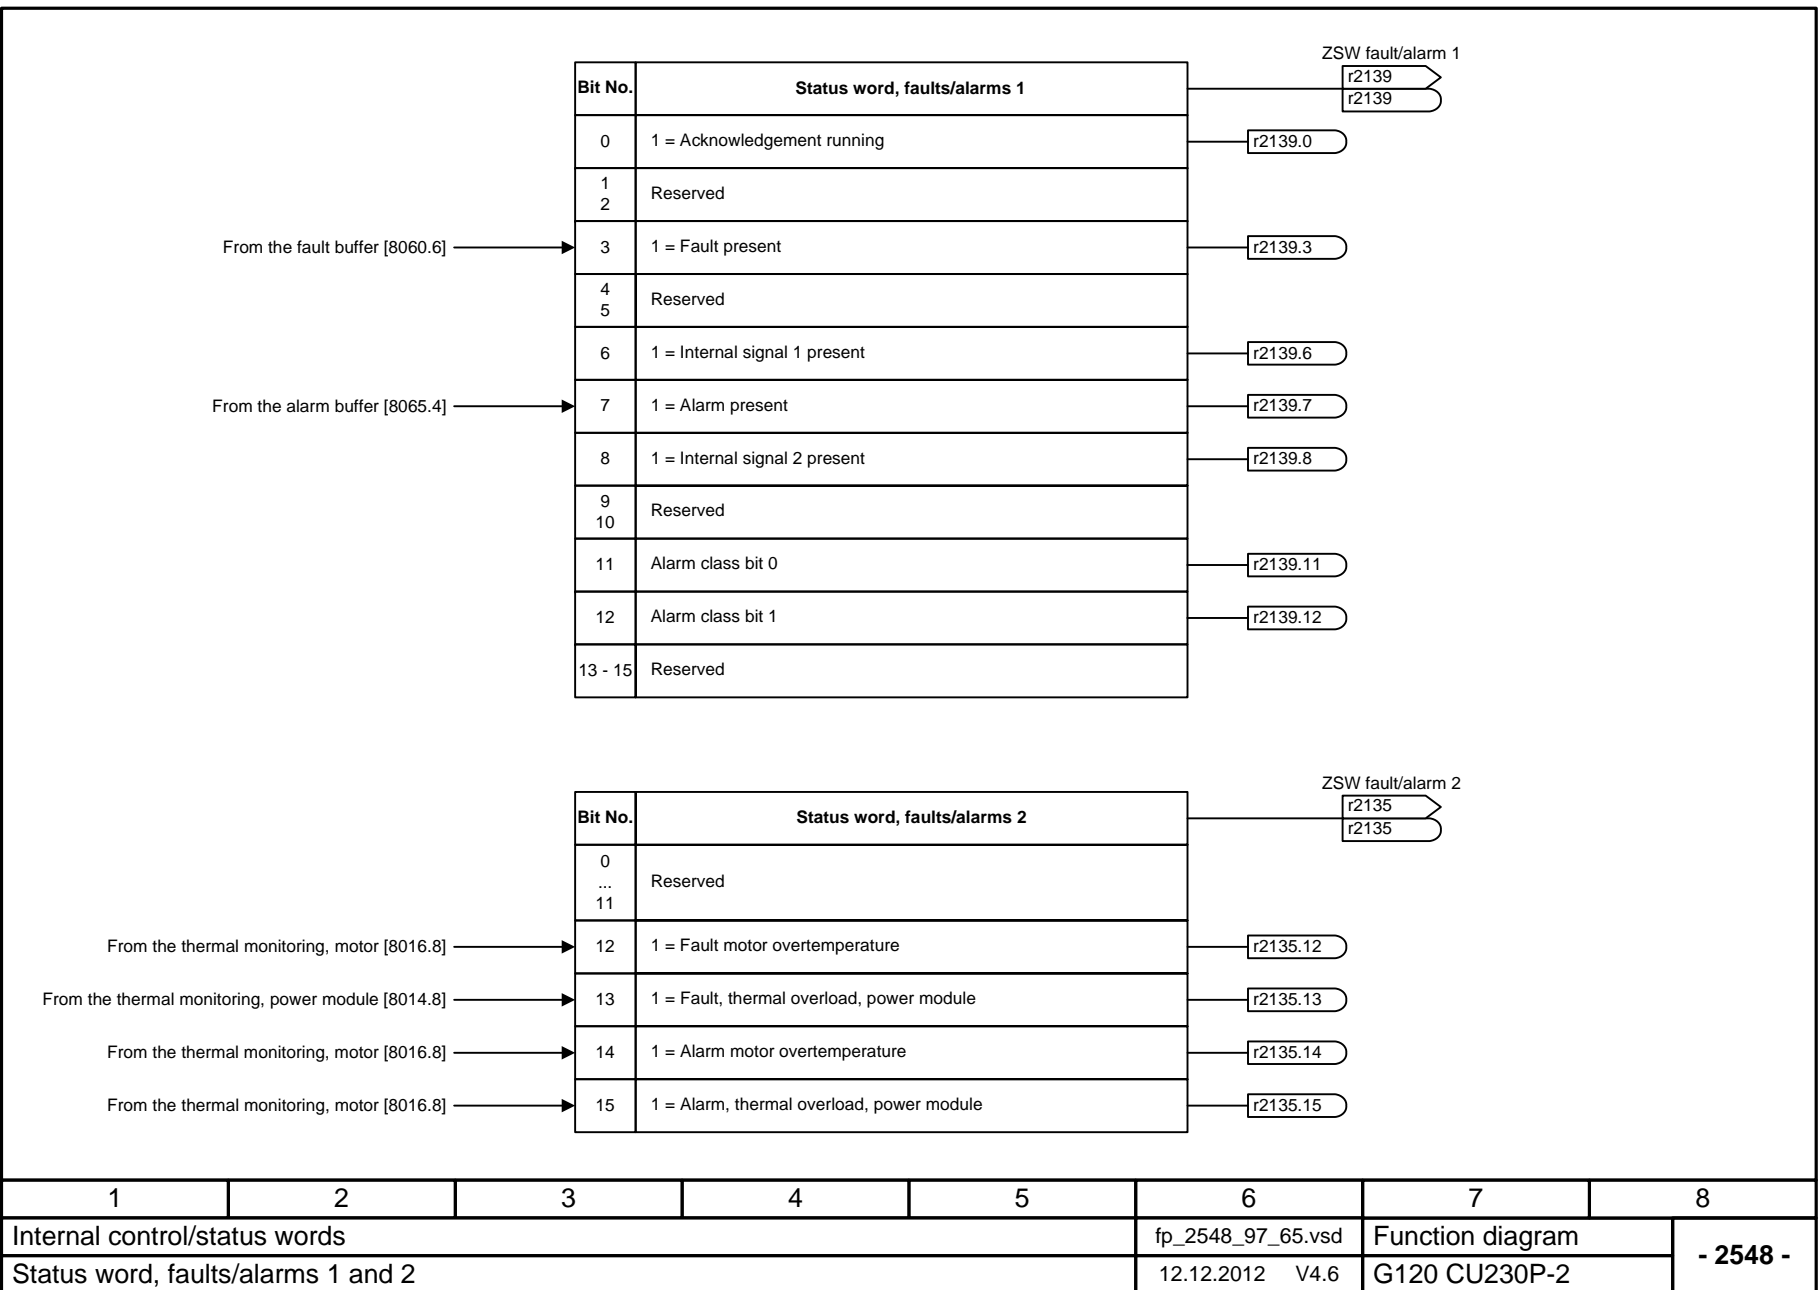 ZSW fault/alarm 1
Bit No. Status word, faults/alarms 1 r2139
r2139
0 1 = Acknowledgement running r2139.0
1
2 Reserved
From the fault buffer [8060.6] 3 1 = Fault present r2139.3
4
5 Reserved
6 1 = Internal signal 1 present r2139.6
From the alarm buffer [8065.4] 7 1 = Alarm present r2139.7
8 1 = Internal signal 2 present r2139.8
9
10 Reserved
11 Alarm class bit 0 r2139.11
12 Alarm class bit 1 r2139.12
13 - 15 Reserved
ZSW fault/alarm 2
Bit No. Status word, faults/alarms 2 r2135
r2135
0
... Reserved
11
From the thermal monitoring, motor [8016.8] 12 1 = Fault motor overtemperature r2135.12
From the thermal monitoring, power module [8014.8] 13 1 = Fault, thermal overload, power module r2135.13
From the thermal monitoring, motor [8016.8] 14 1 = Alarm motor overtemperature r2135.14
From the thermal monitoring, motor [8016.8] 15 1 = Alarm, thermal overload, power module r2135.15
1 2 3 4 5 6 7 8
Internal control/status words fp_2548_97_65.vsd Function diagram - 2548 -
Status word, faults/alarms 1 and 2 12.12.2012 V4.6 G120 CU230P-2